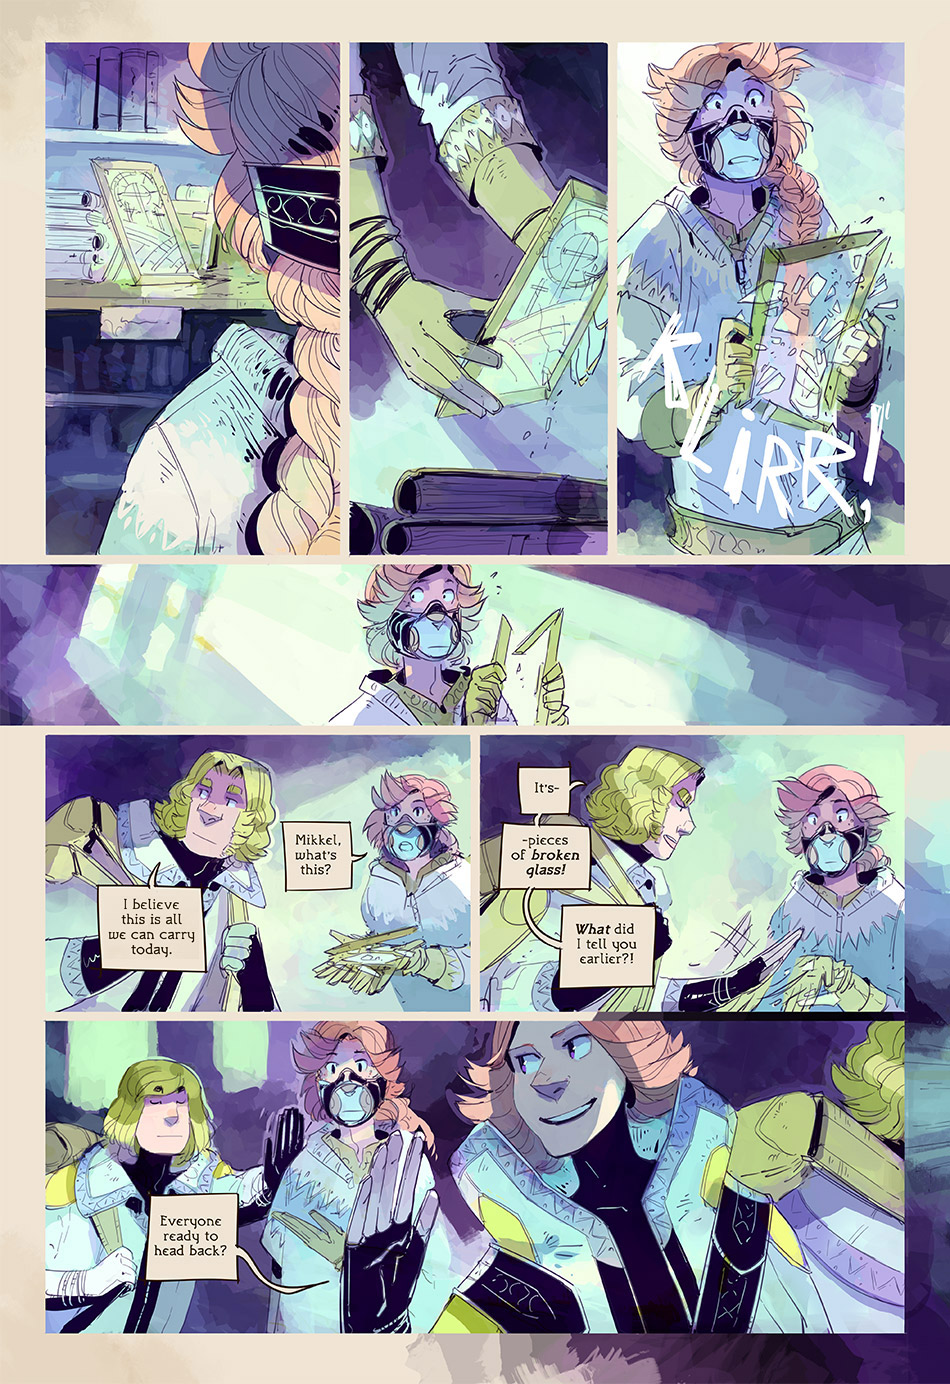 KLIRR!
I believe
this is all
we can carry
today.
Mikkel,
what's
this?
It's-
-pieces
of broken
glass!
What did
I tell you
earlier?!
Everyone
ready to
head back?